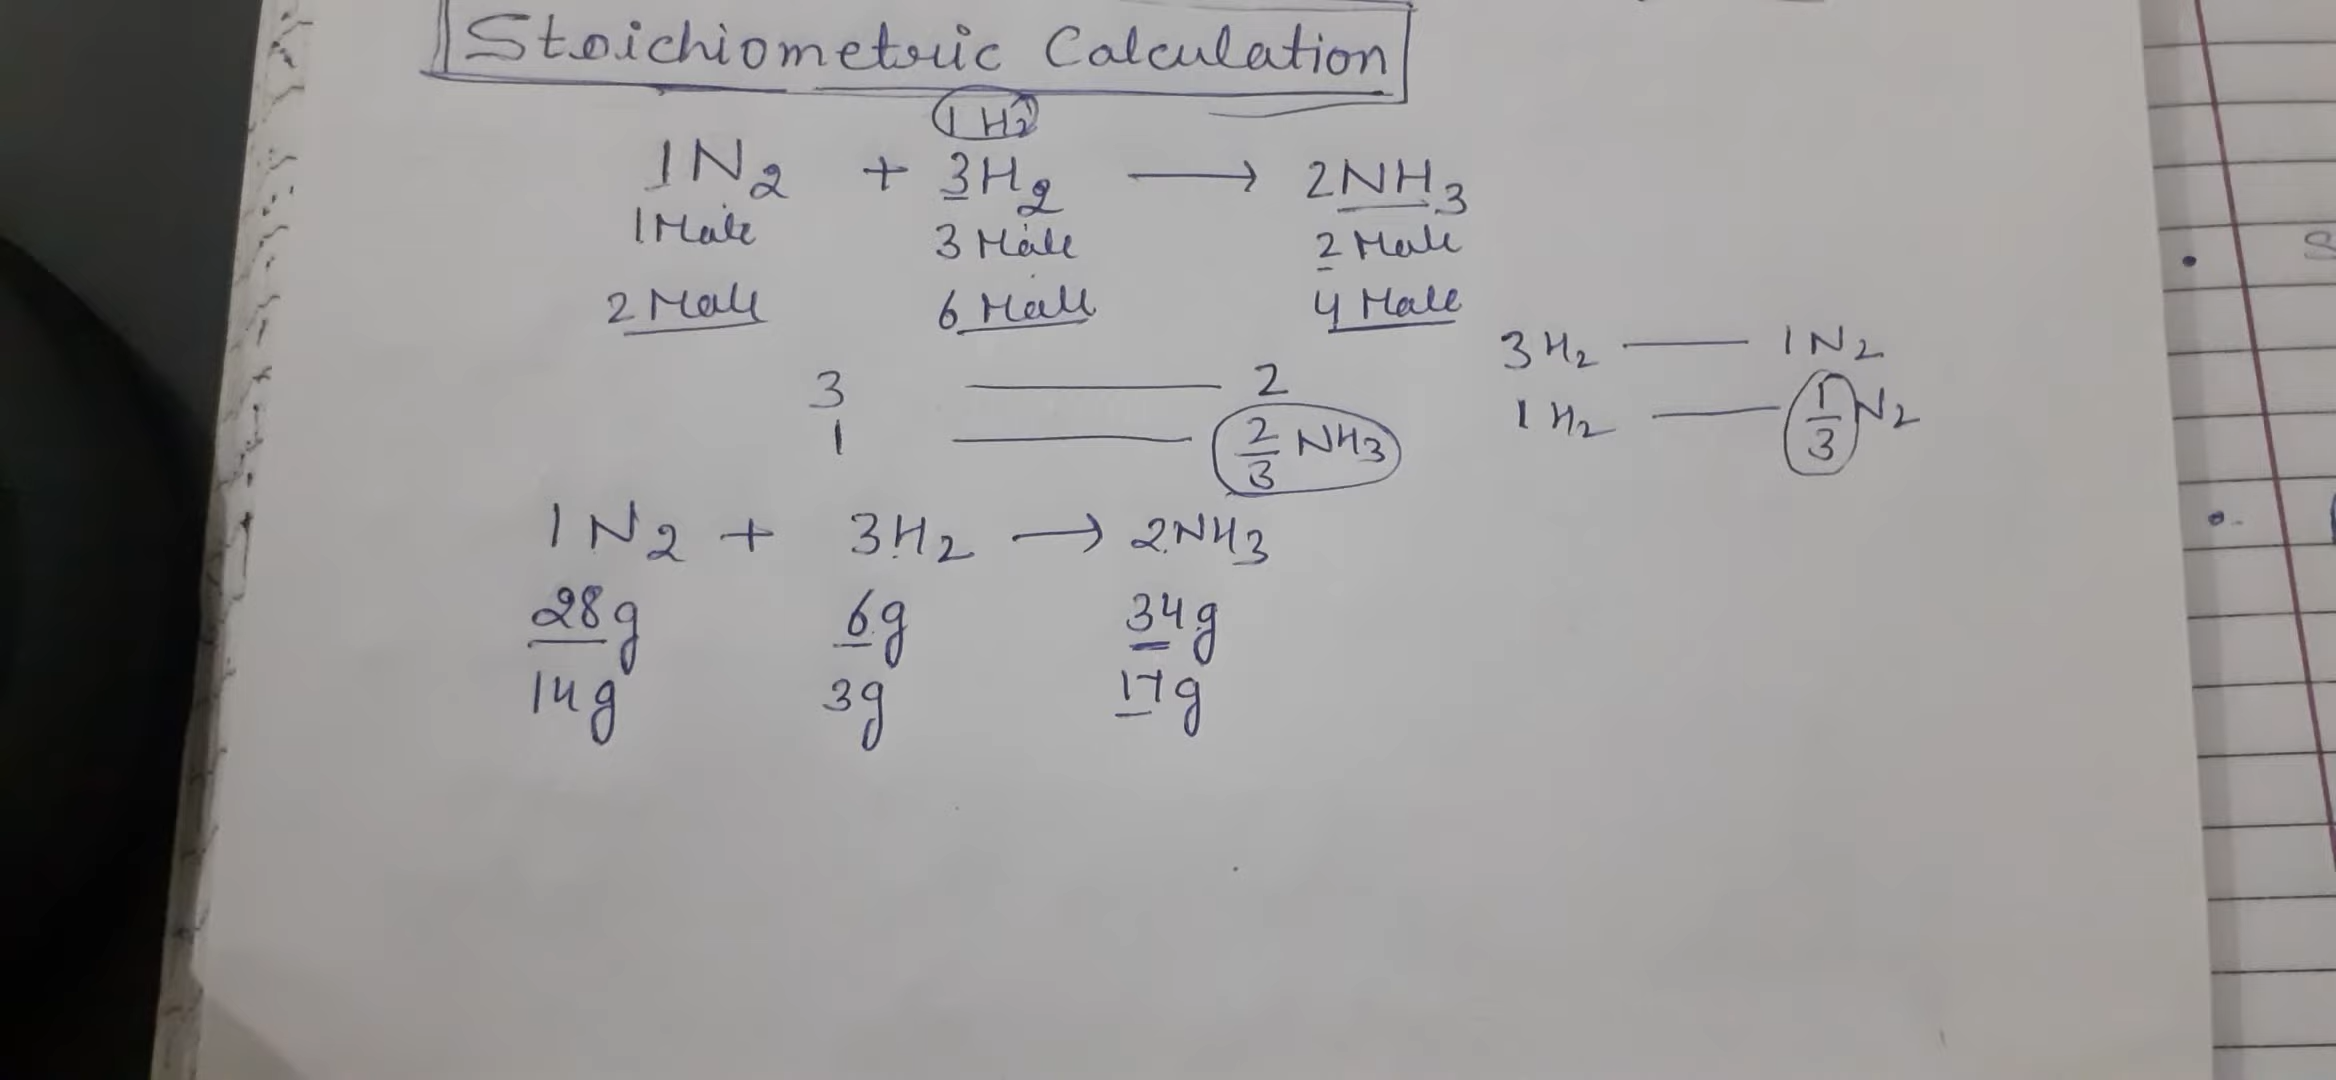 Stoichiometric Calculation
1 H2
1N2 + 3H2 → 2NH3
1 Mole 3 Mole 2 Mole
2 Mole 6 Mole 4 Mole
3H2 — 1N2
3 — 2
1H2 — 1/3 N2
1 — 2/3 NH3
1N2 + 3H2 → 2NH3
28g 6g 34g
14g 3g 17g